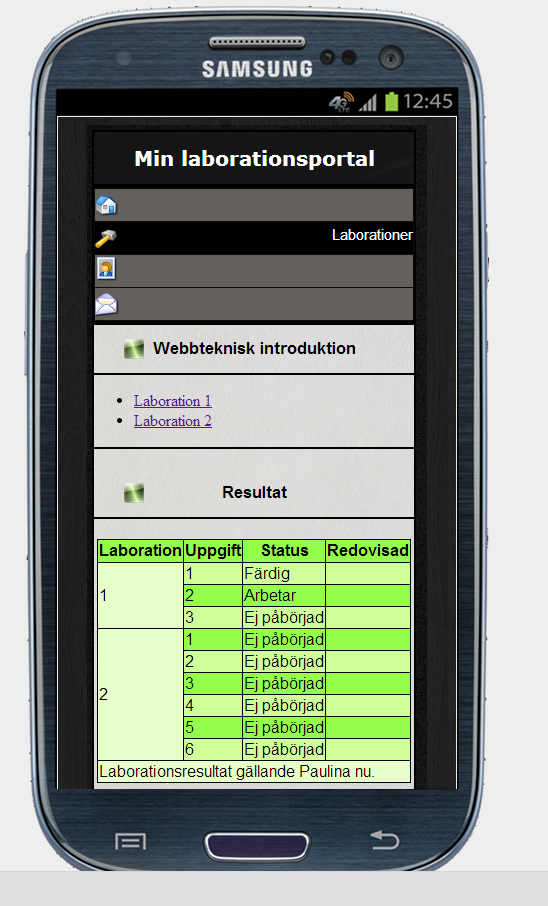 SAMSUNG
4G LTE 12:45
Min laborationsportal
Laborationer
Webbteknisk introduktion
Laboration 1
Laboration 2
Resultat
Laboration Uppgift Status Redovisad
1 1 Färdig
2 Arbetar
3 Ej påbörjad
2 1 Ej påbörjad
2 Ej påbörjad
3 Ej påbörjad
4 Ej påbörjad
5 Ej påbörjad
6 Ej påbörjad
Laborationsresultat gällande Paulina nu.